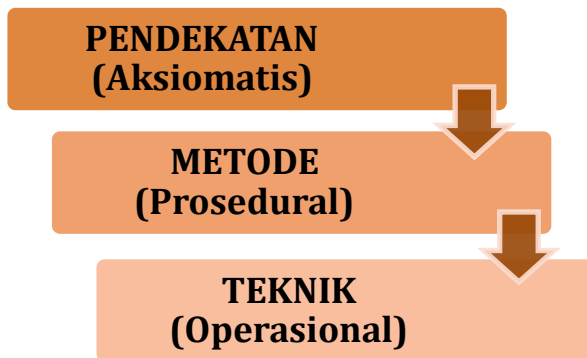 PENDEKATAN
(Aksiomatis)
METODE
(Prosedural)
TEKNIK
(Operasional)